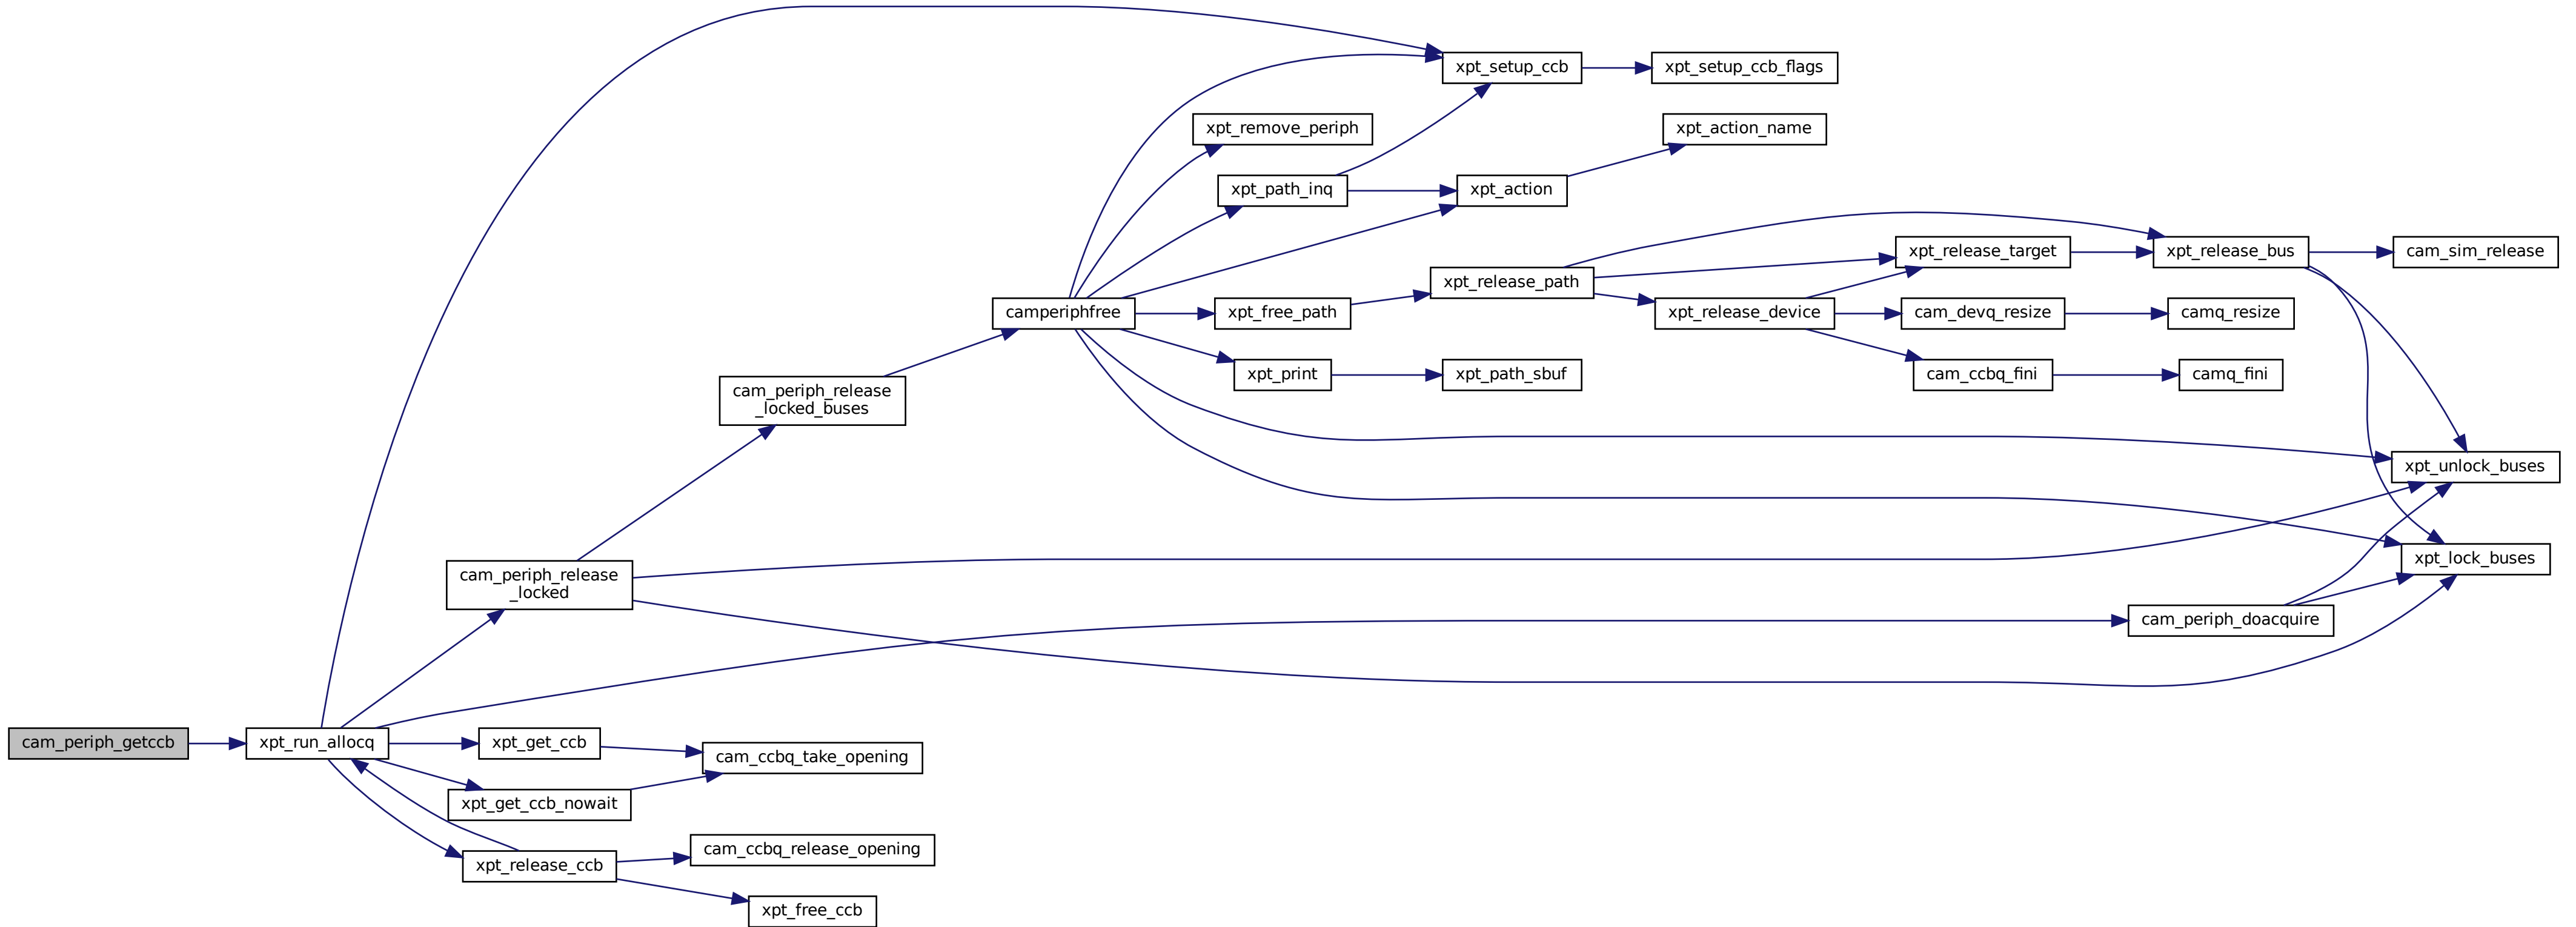 xpt_setup_ccb
xpt_setup_ccb_flags
xpt_remove_periph
xpt_action_name
xpt_path_inq
xpt_action
xpt_release_target
xpt_release_bus
cam_sim_release
xpt_release_path
camperiphfree
xpt_free_path
xpt_release_device
cam_devq_resize
camq_resize
xpt_print
xpt_path_sbuf
cam_ccbq_fini
camq_fini
cam_periph_release
_locked_buses
xpt_unlock_buses
xpt_lock_buses
cam_periph_release
_locked
cam_periph_doacquire
cam_periph_getccb
xpt_run_allocq
xpt_get_ccb
cam_ccbq_take_opening
xpt_get_ccb_nowait
cam_ccbq_release_opening
xpt_release_ccb
xpt_free_ccb